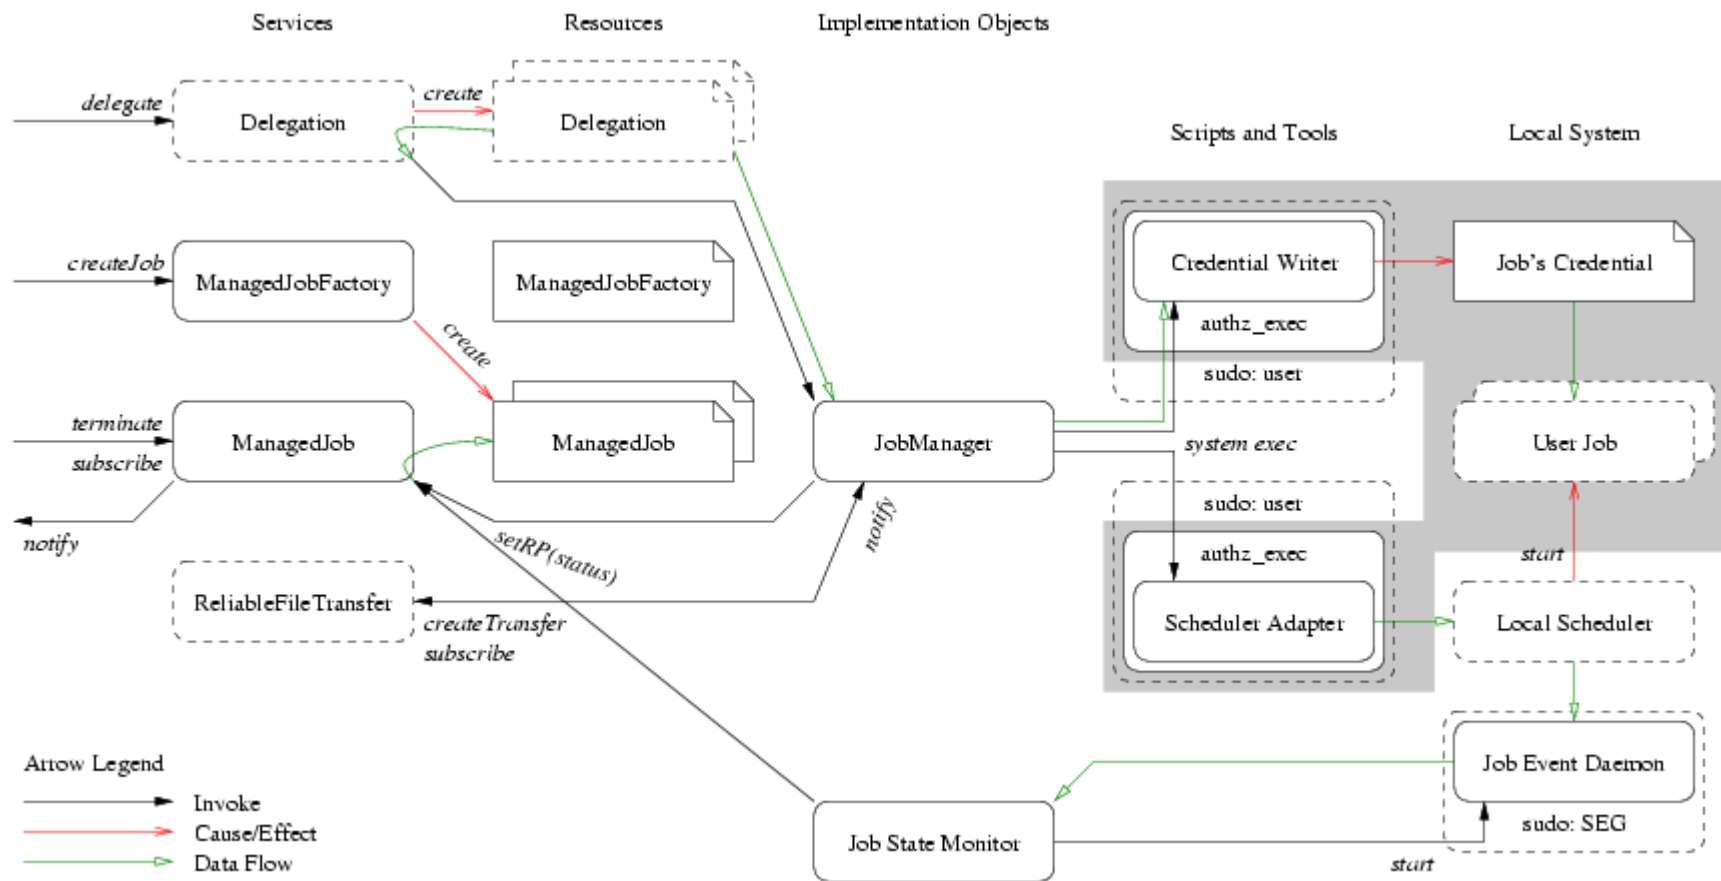 Services
Resources
Implementation Objects
delegate
Delegation
create
Delegation
Scripts and Tools
Local System
createJob
ManagedJobFactory
ManagedJobFactory
Credential Writer
Job's Credential
authz_exec
create
sudo: user
terminate
subscribe
ManagedJob
ManagedJob
JobManager
system exec
User Job
notify
setRP(status)
notify
sudo: user
authz_exec
start
ReliableFileTransfer
createTransfer
subscribe
Scheduler Adapter
Local Scheduler
Arrow Legend
Invoke
Cause/Effect
Data Flow
Job Event Daemon
sudo: SEG
Job State Monitor
start